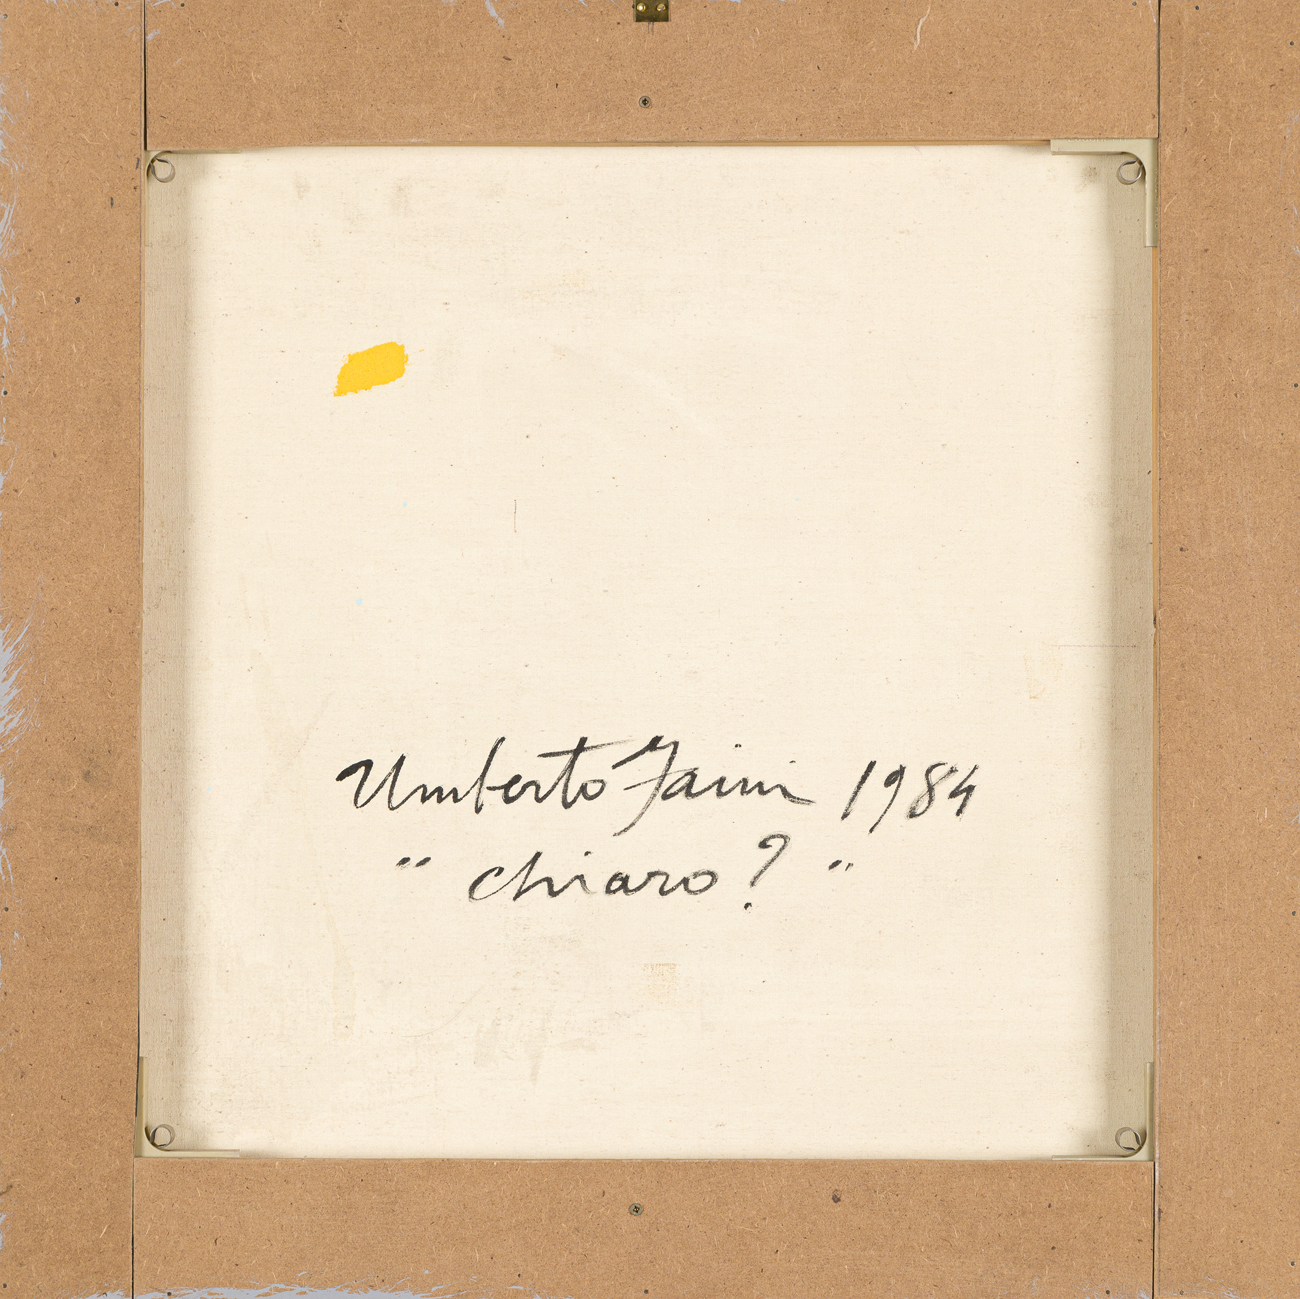 Umberto Faini 1984
" chiaro? "